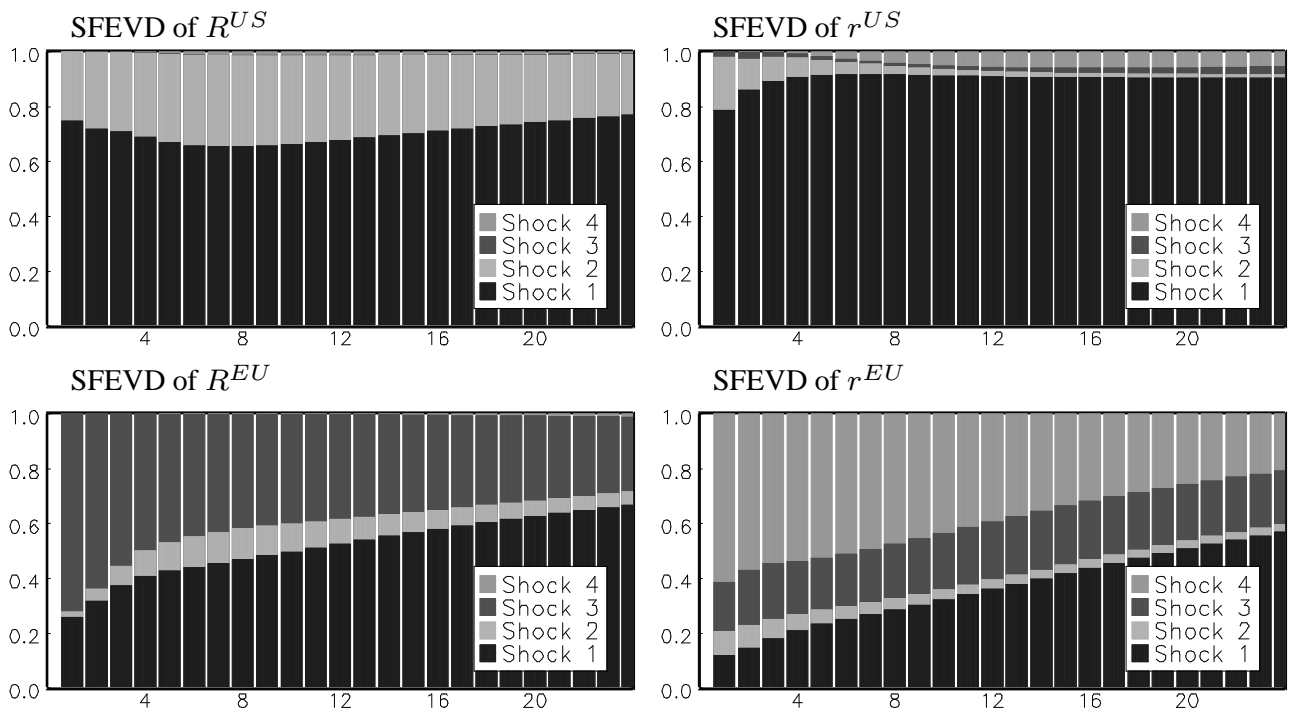 SFEVD of R^{US}
1.0
0.8
0.6
0.4
0.2
0.0
Shock 4
Shock 3
Shock 2
Shock 1
4 8 12 16 20
SFEVD of r^{US}
1.0
0.8
0.6
0.4
0.2
0.0
Shock 4
Shock 3
Shock 2
Shock 1
4 8 12 16 20
SFEVD of R^{EU}
1.0
0.8
0.6
0.4
0.2
0.0
Shock 4
Shock 3
Shock 2
Shock 1
4 8 12 16 20
SFEVD of r^{EU}
1.0
0.8
0.6
0.4
0.2
0.0
Shock 4
Shock 3
Shock 2
Shock 1
4 8 12 16 20